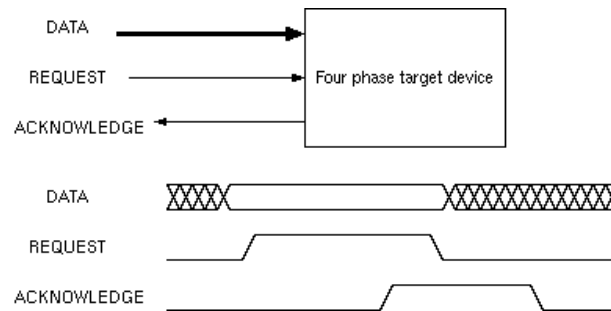 DATA
REQUEST
Four phase target device
ACKNOWLEDGE
DATA
REQUEST
ACKNOWLEDGE